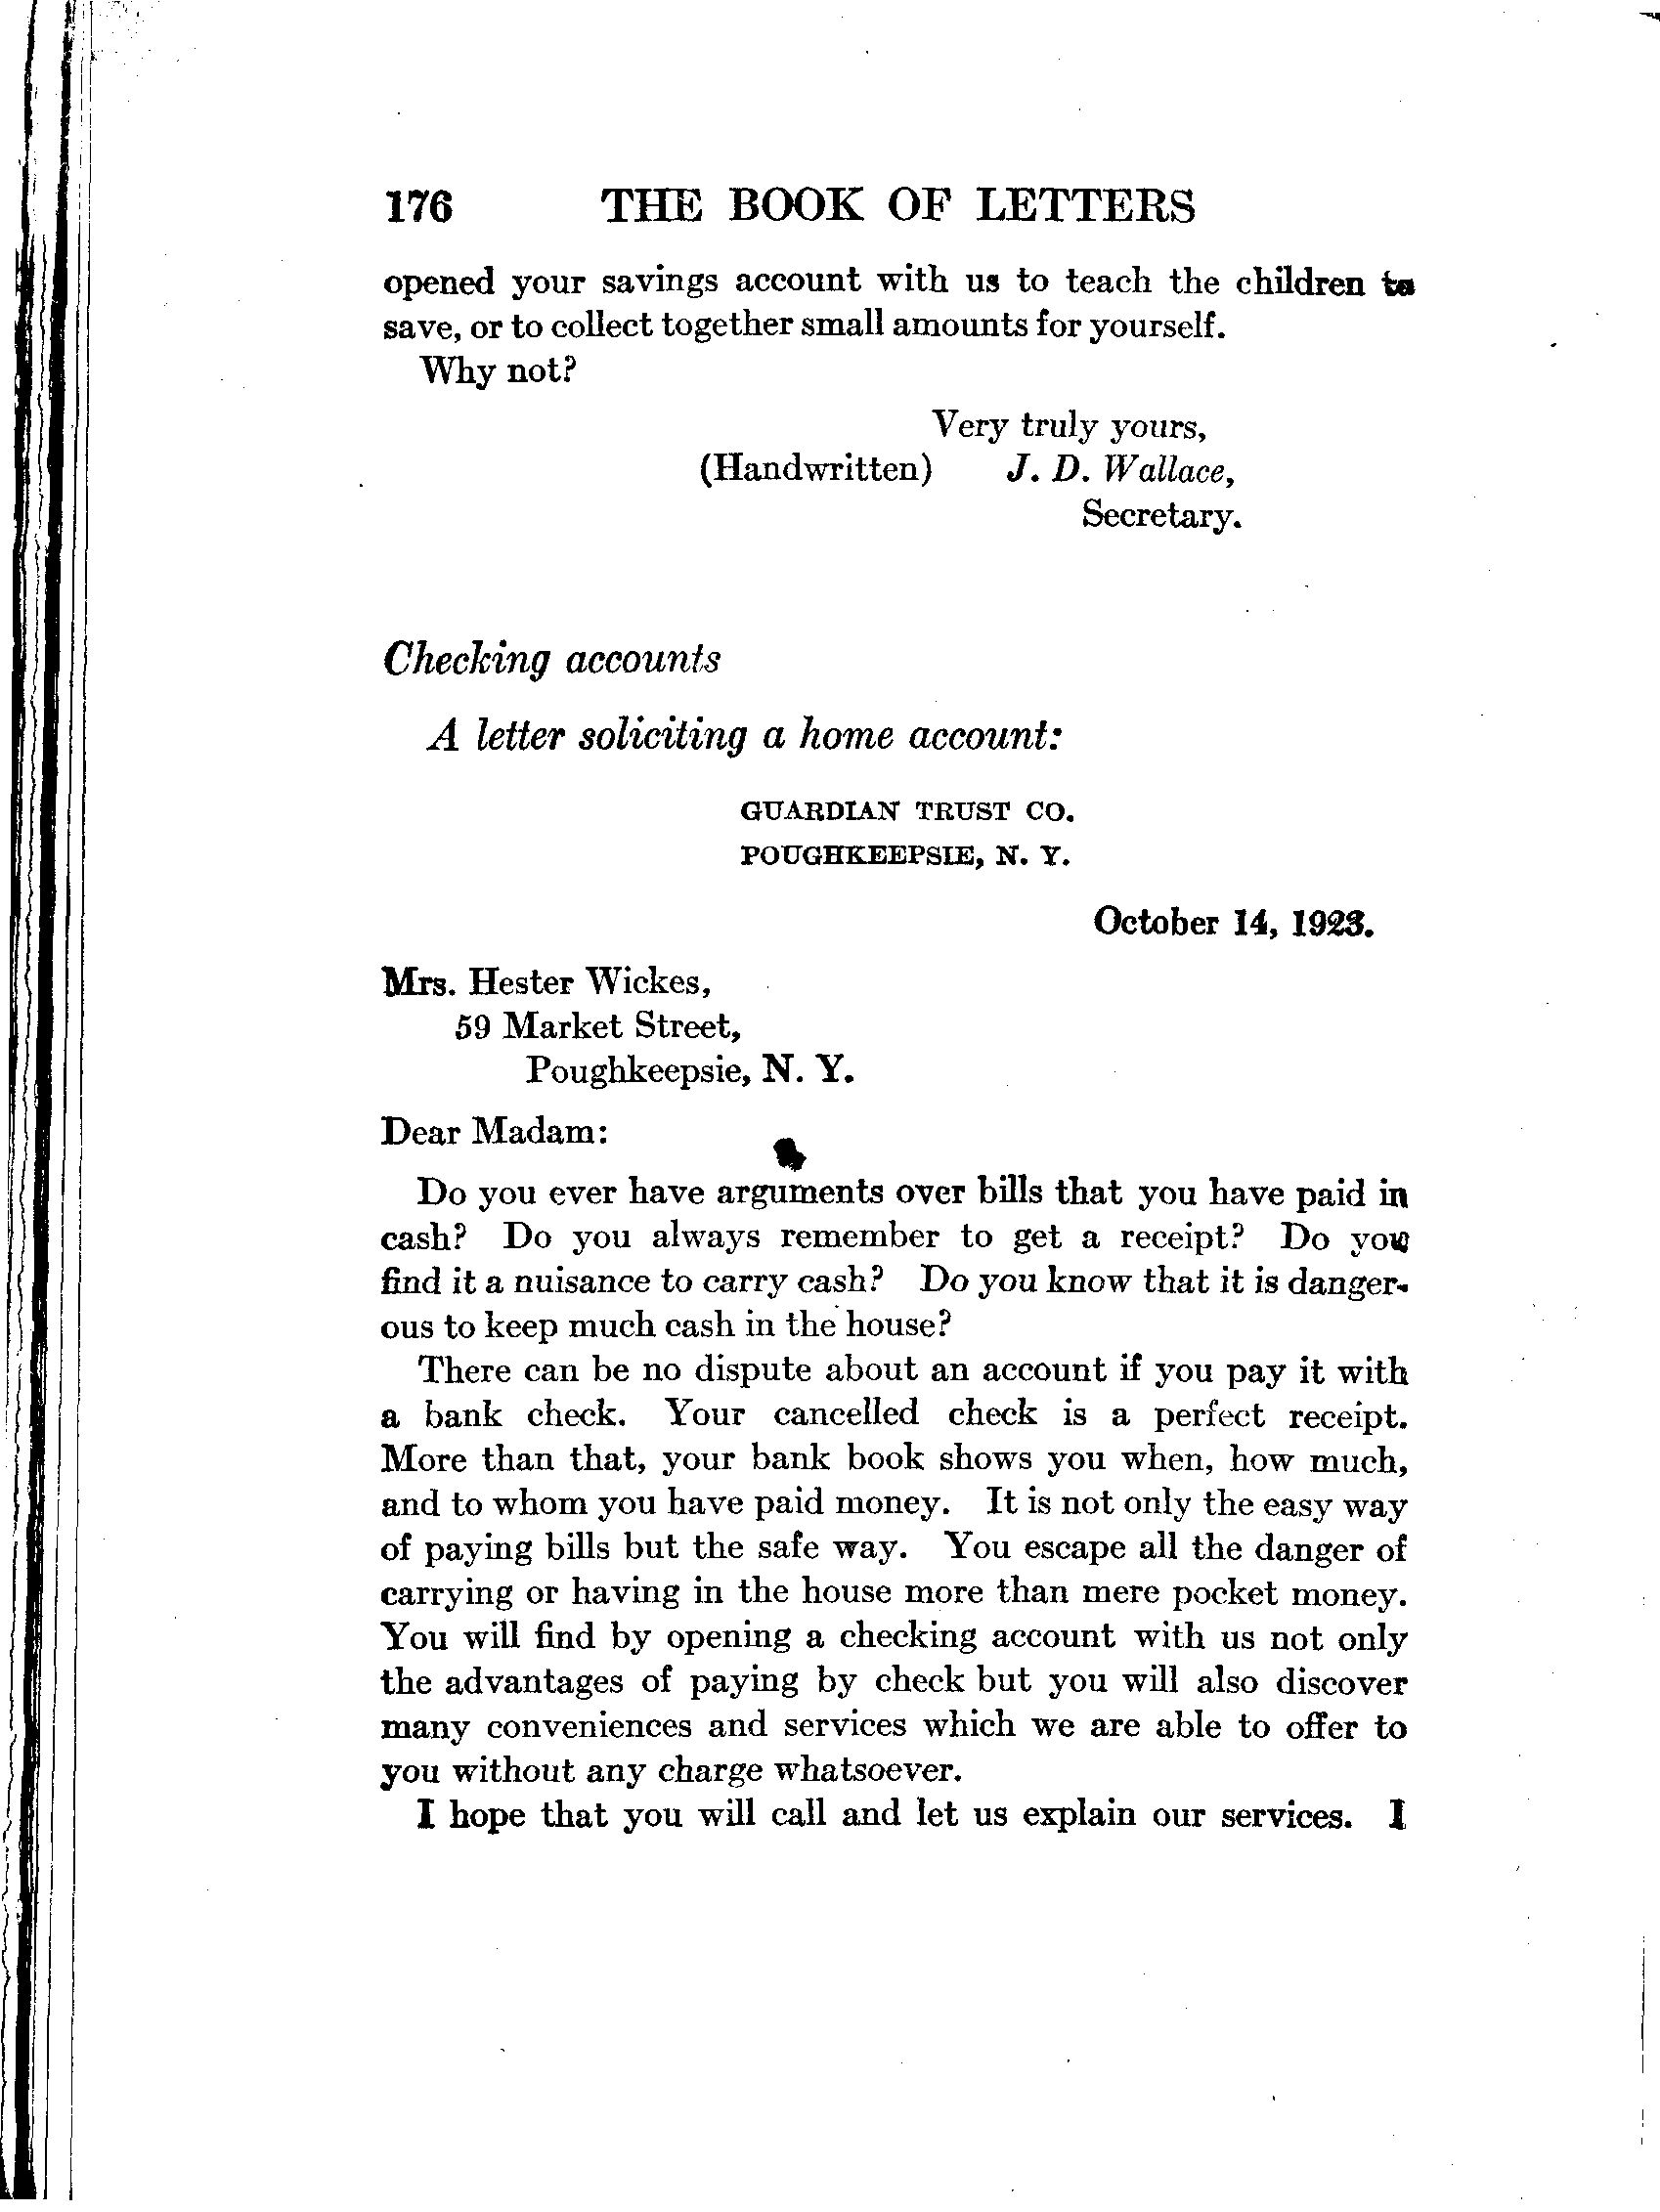 176 THE BOOK OF LETTERS
opened your savings account with us to teach the children to
save, or to collect together small amounts for yourself.
Why not?
Very truly yours,
(Handwritten) J. D. Wallace,
Secretary.
Checking accounts
A letter soliciting a home account:
GUARDIAN TRUST CO.
POUGHKEEPSIE, N. Y.
October 14, 1923.
Mrs. Hester Wickes,
59 Market Street,
Poughkeepsie, N. Y.
Dear Madam:
Do you ever have arguments over bills that you have paid in
cash? Do you always remember to get a receipt? Do you
find it a nuisance to carry cash? Do you know that it is danger-
ous to keep much cash in the house?
There can be no dispute about an account if you pay it with
a bank check. Your cancelled check is a perfect receipt.
More than that, your bank book shows you when, how much,
and to whom you have paid money. It is not only the easy way
of paying bills but the safe way. You escape all the danger of
carrying or having in the house more than mere pocket money.
You will find by opening a checking account with us not only
the advantages of paying by check but you will also discover
many conveniences and services which we are able to offer to
you without any charge whatsoever.
I hope that you will call and let us explain our services. I